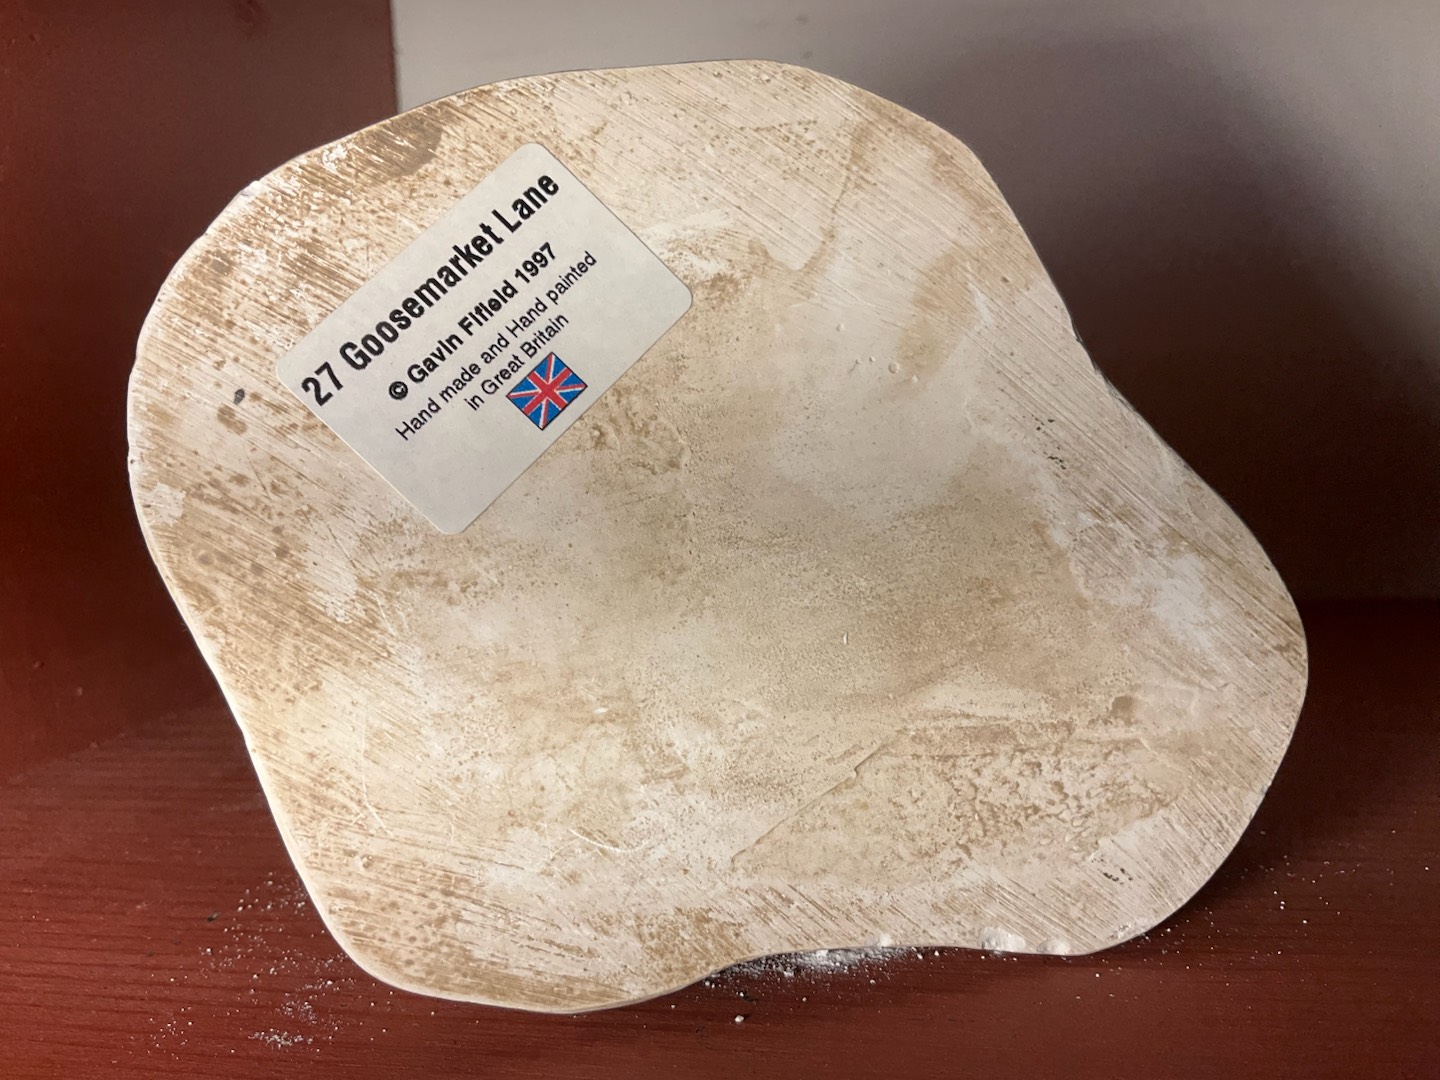 27 Goosemarket Lane
© Gavin Fifield 1997
Hand made and Hand painted
in Great Britain